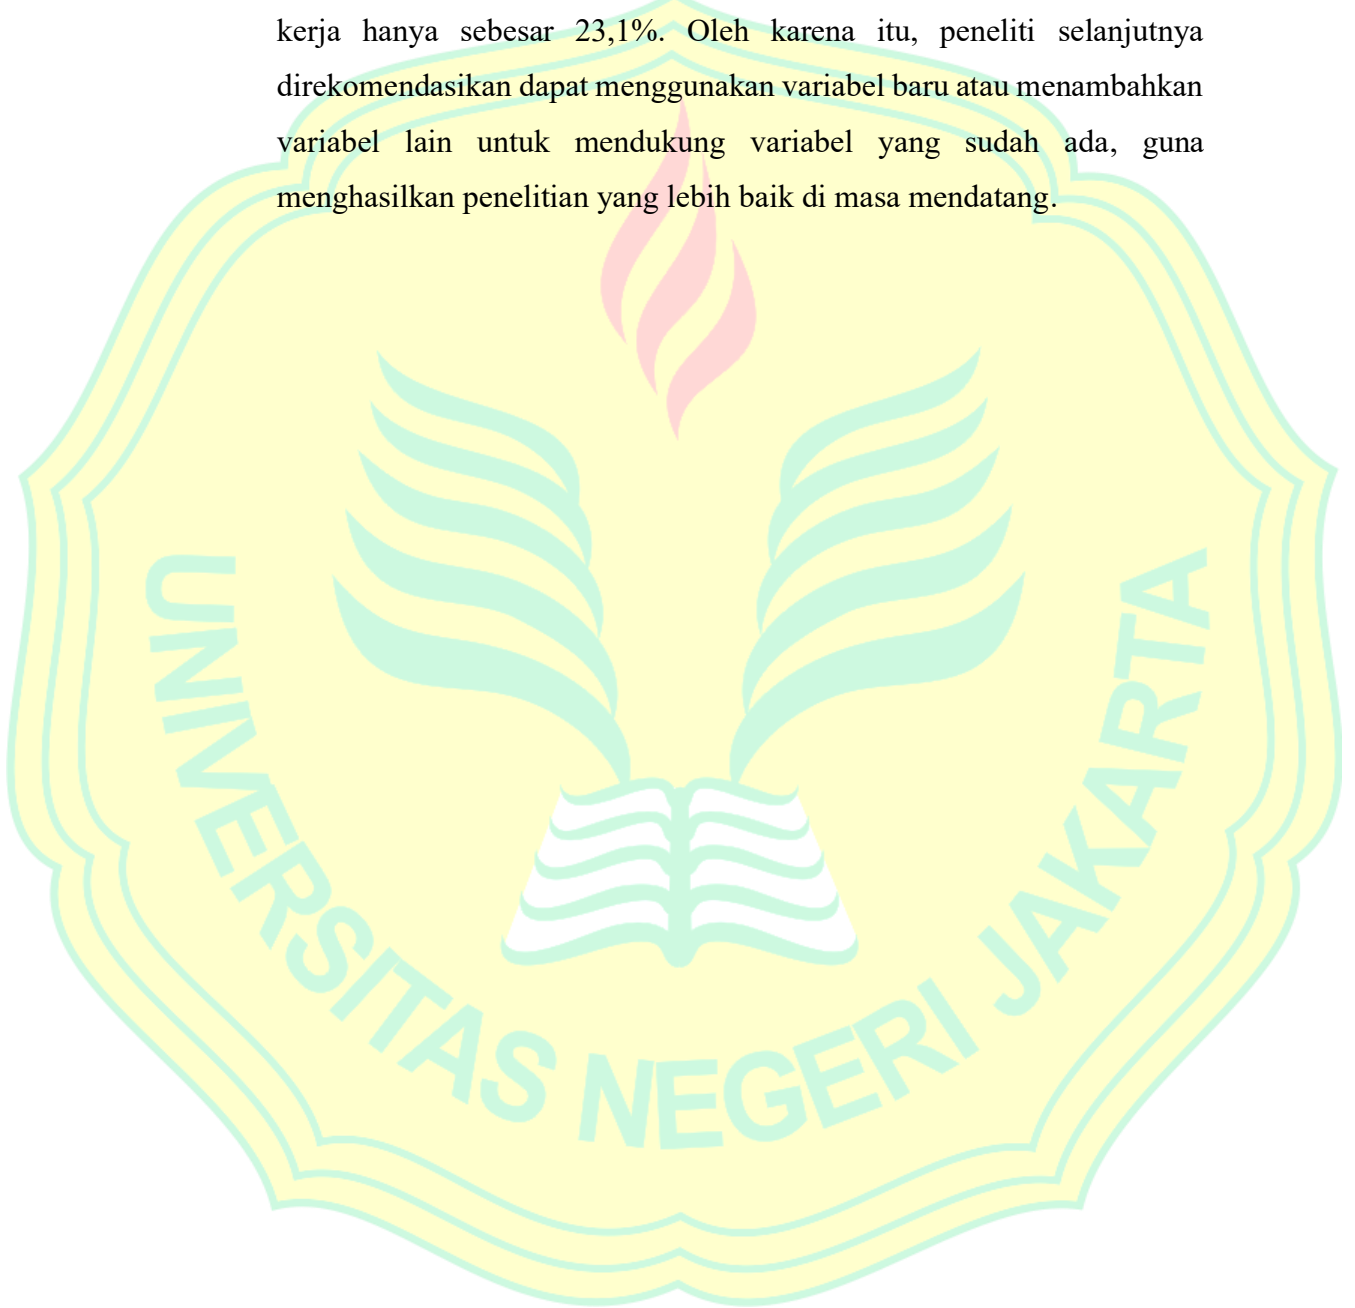 kerja hanya sebesar 23,1%. Oleh karena itu, peneliti selanjutnya
direkomendasikan dapat menggunakan variabel baru atau menambahkan
variabel lain untuk mendukung variabel yang sudah ada, guna
menghasilkan penelitian yang lebih baik di masa mendatang.
UNIVERSITAS NEGERI JAKARTA